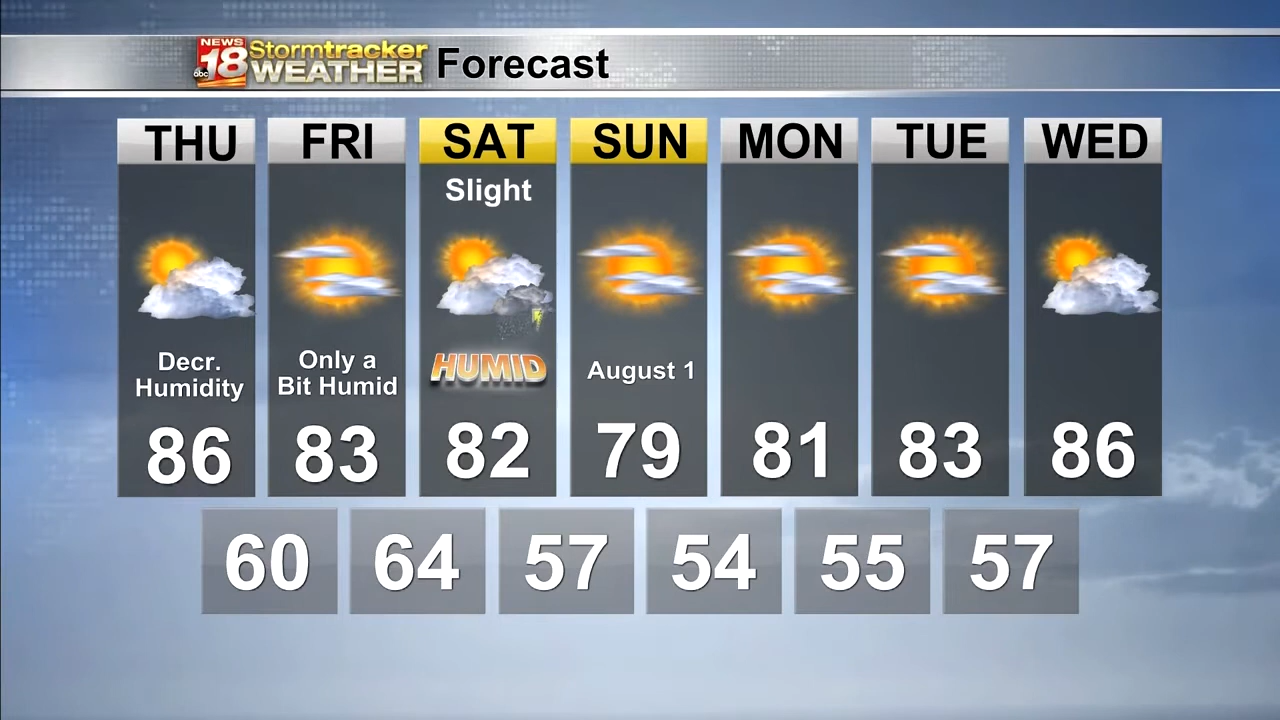 NEWS
abc 18
Stormtracker
WEATHER
Forecast
THU FRI SAT SUN MON TUE WED
Slight
Decr.
Humidity
Only a
Bit Humid
HUMID
August 1
86 83 82 79 81 83 86
60 64 57 54 55 57